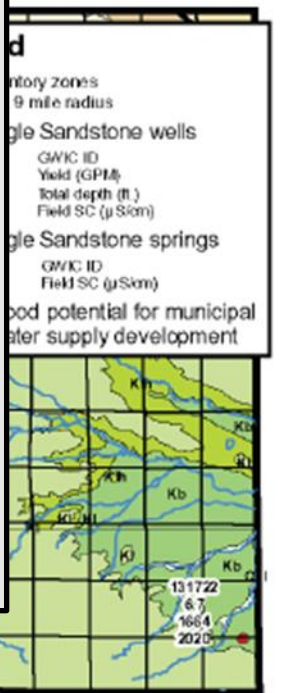 d
ntory zones
9 mile radius
gle Sandstone wells
GWIC ID
Yield (GPM)
Total depth (ft.)
Field SC (µS/cm)
gle Sandstone springs
GWIC ID
Field SC (µS/cm)
ood potential for municipal
ater supply development
Kb
Kth
Kb
Kl
Kb
131722
6.7
1664
2020